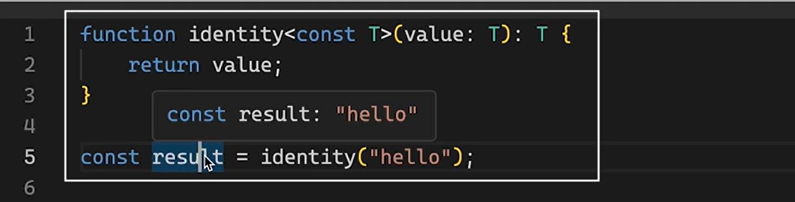 1 function identity<const T>(value: T): T {
2     return value;
3 }
const result: "hello"
4
5 const result = identity("hello");
6